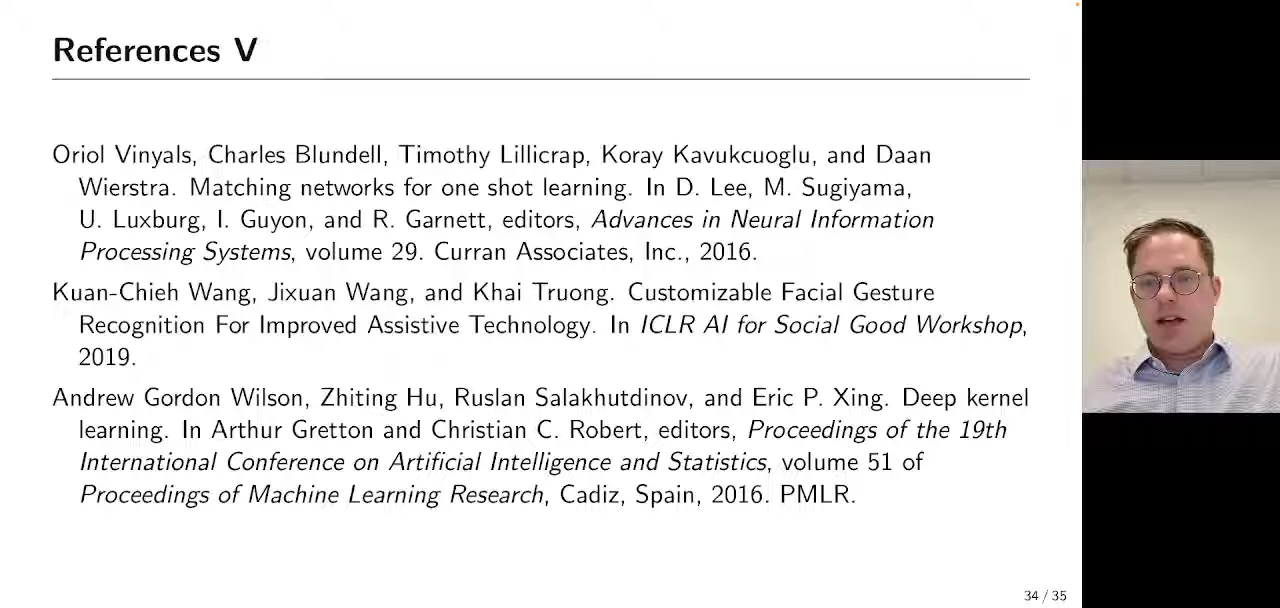 References V
Oriol Vinyals, Charles Blundell, Timothy Lillicrap, Koray Kavukcuoglu, and Daan
Wierstra. Matching networks for one shot learning. In D. Lee, M. Sugiyama,
U. Luxburg, I. Guyon, and R. Garnett, editors, Advances in Neural Information
Processing Systems, volume 29. Curran Associates, Inc., 2016.
Kuan-Chieh Wang, Jixuan Wang, and Khai Truong. Customizable Facial Gesture
Recognition For Improved Assistive Technology. In ICLR AI for Social Good Workshop,
2019.
Andrew Gordon Wilson, Zhiting Hu, Ruslan Salakhutdinov, and Eric P. Xing. Deep kernel
learning. In Arthur Gretton and Christian C. Robert, editors, Proceedings of the 19th
International Conference on Artificial Intelligence and Statistics, volume 51 of
Proceedings of Machine Learning Research, Cadiz, Spain, 2016. PMLR.
34 / 35